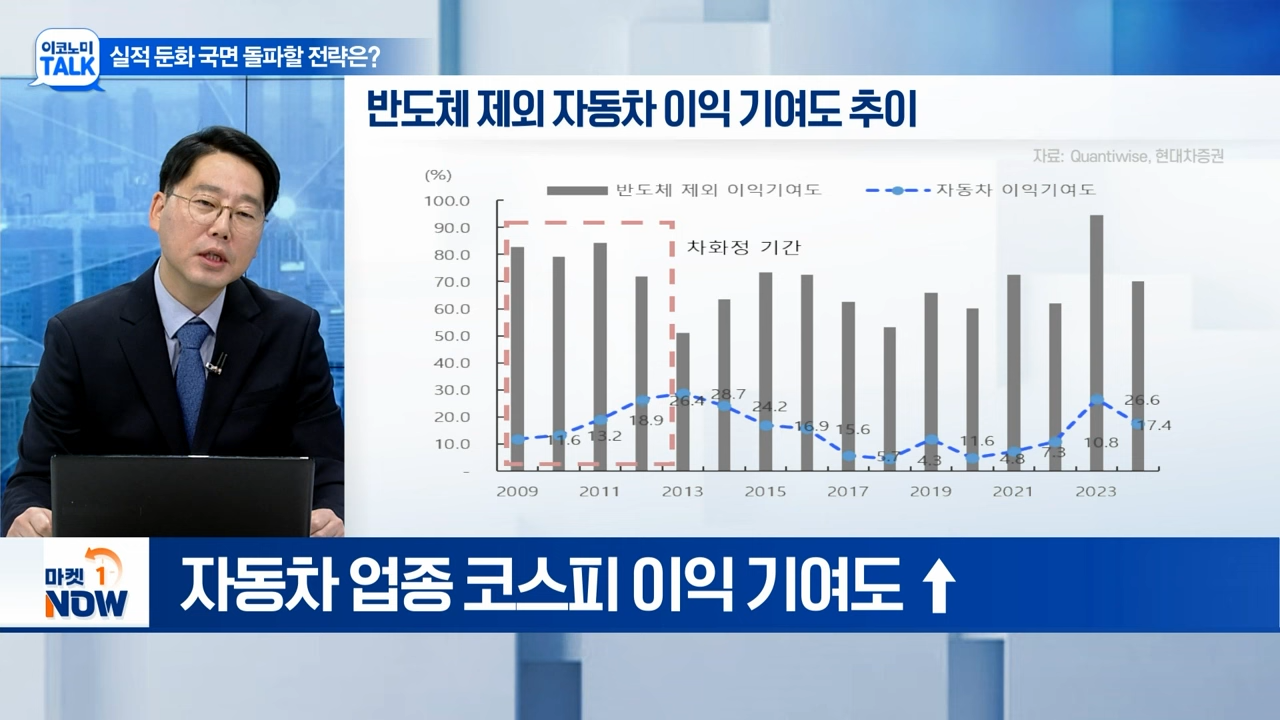 이코노미
TALK
실적 둔화 국면 돌파할 전략은?
반도체 제외 자동차 이익 기여도 추이
자료: Quantiwise, 현대차증권
(%)
반도체 제외 이익기여도
자동차 이익기여도
100.0
90.0
차화정 기간
80.0
70.0
60.0
50.0
40.0
30.0
20.0
10.0
-
11.6
13.2
18.9
26.4
28.7
24.2
16.9
15.6
5.7
4.3
11.6
4.8
7.3
10.8
26.6
17.4
2009 2011 2013 2015 2017 2019 2021 2023
마켓 1
NOW
자동차 업종 코스피 이익 기여도 ↑